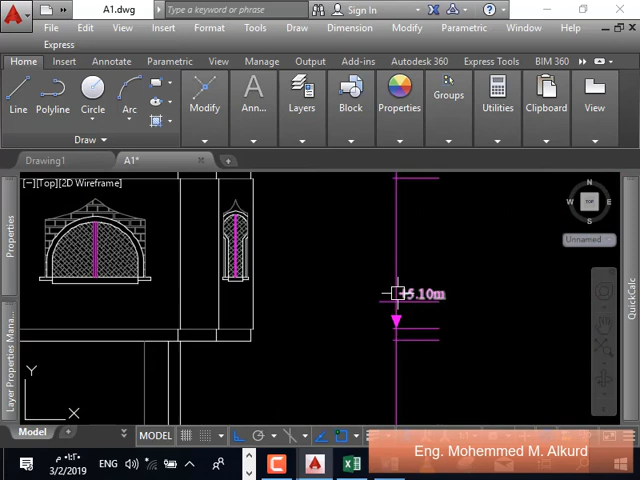 A1.dwg
Type a keyword or phrase
Sign In
File
Edit
View
Insert
Format
Tools
Draw
Dimension
Modify
Parametric
Window
Help
Express
Home
Insert
Annotate
Parametric
View
Manage
Output
Add-ins
Autodesk 360
Express Tools
BIM 360
Line
Polyline
Circle
Arc
Modify
Ann...
Layers
Block
Properties
Groups
Utilities
Clipboard
View
Draw
Drawing1
A1*
[−][Top][2D Wireframe]
N
W
TOP
E
S
Unnamed
Properties
Layer Properties Mana...
QuickCalc
+5.10m
Y
X
Model
MODEL
Eng. Mohemmed M. Alkurd
ENG
3/2/2019